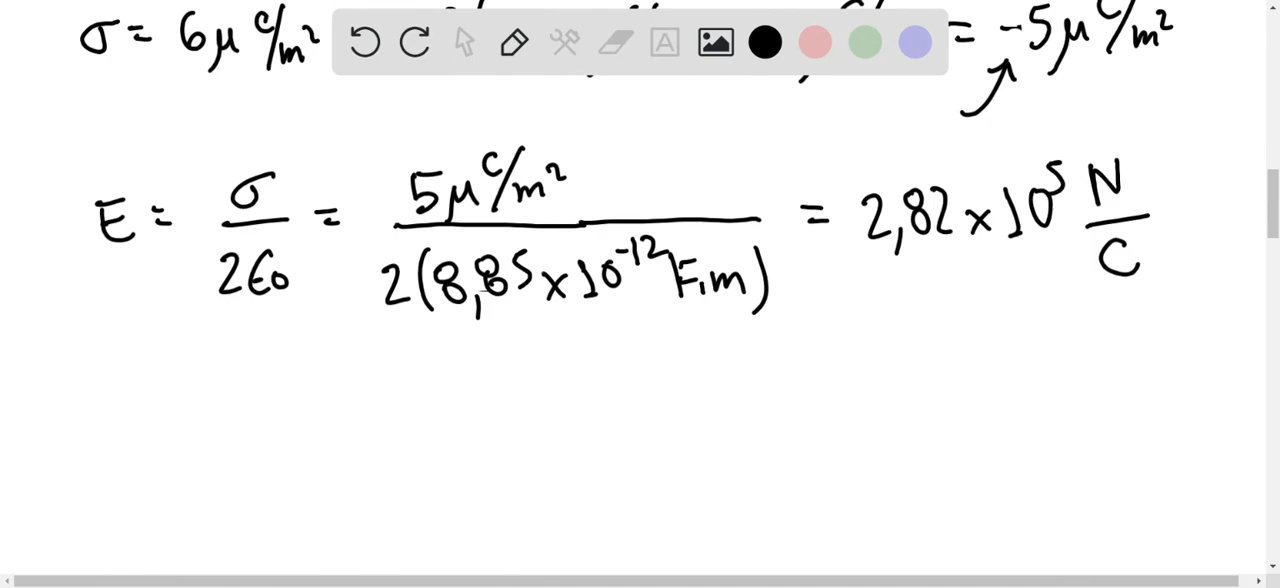 σ = 6μ C/m² = -5μ C/m²
E = σ/2ε₀ = 5μ C/m² / 2(8,85 × 10⁻¹² F,m) = 2,82 × 10⁵ N/C
A